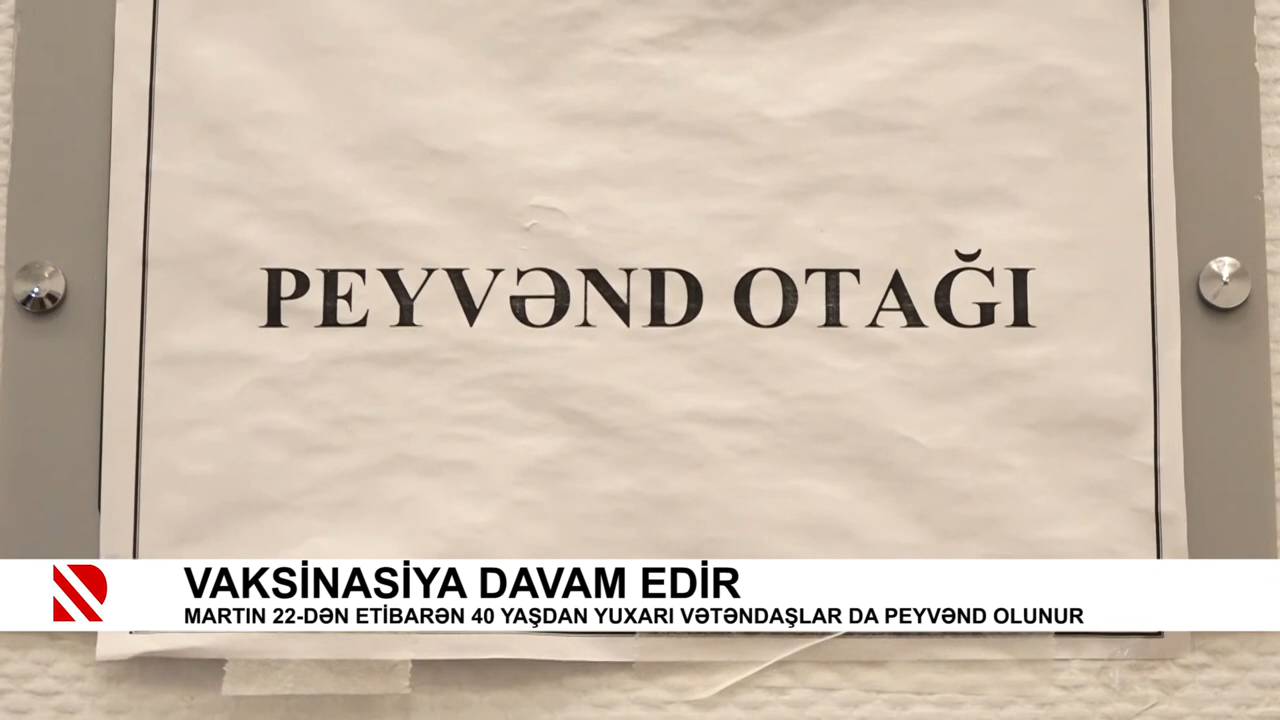 PEYVƏND OTAĞI
VAKSİNASİYA DAVAM EDİR
MARTIN 22-DƏN ETİBARƏN 40 YAŞDAN YUXARI VƏTƏNDAŞLAR DA PEYVƏND OLUNUR